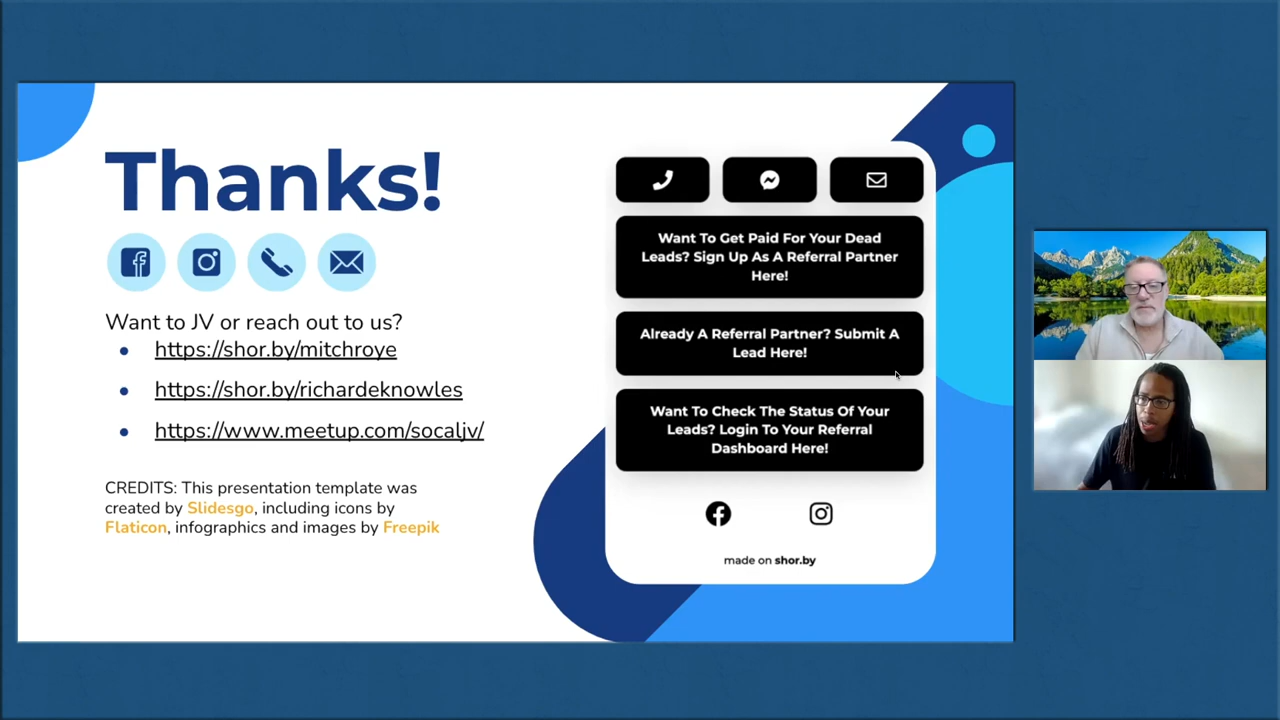 Thanks!
Want to JV or reach out to us?
https://shor.by/mitchroye
https://shor.by/richardeknowles
https://www.meetup.com/socaljv/
CREDITS: This presentation template was
created by Slidesgo, including icons by
Flaticon, infographics and images by Freepik
Want To Get Paid For Your Dead
Leads? Sign Up As A Referral Partner
Here!
Already A Referral Partner? Submit A
Lead Here!
Want To Check The Status Of Your
Leads? Login To Your Referral
Dashboard Here!
made on shor.by